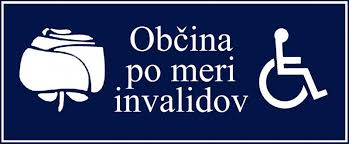 Občina
po meri
invalidov